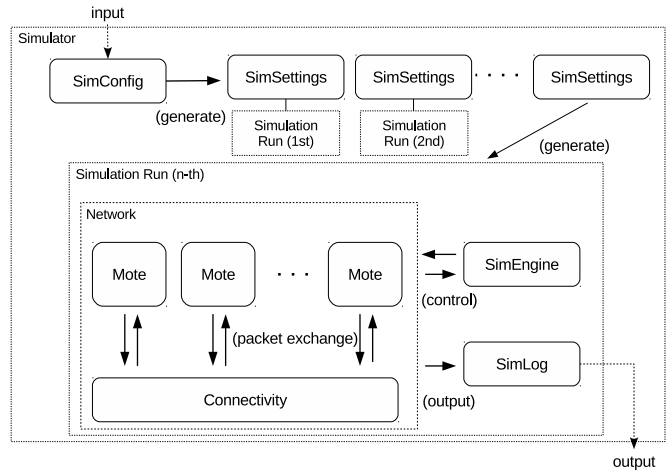 input
Simulator
SimConfig
SimSettings
SimSettings
. . . .
SimSettings
(generate)
Simulation
Run (1st)
Simulation
Run (2nd)
(generate)
Simulation Run (n-th)
Network
Mote
Mote
. . .
Mote
SimEngine
(control)
(packet exchange)
Connectivity
SimLog
(output)
output